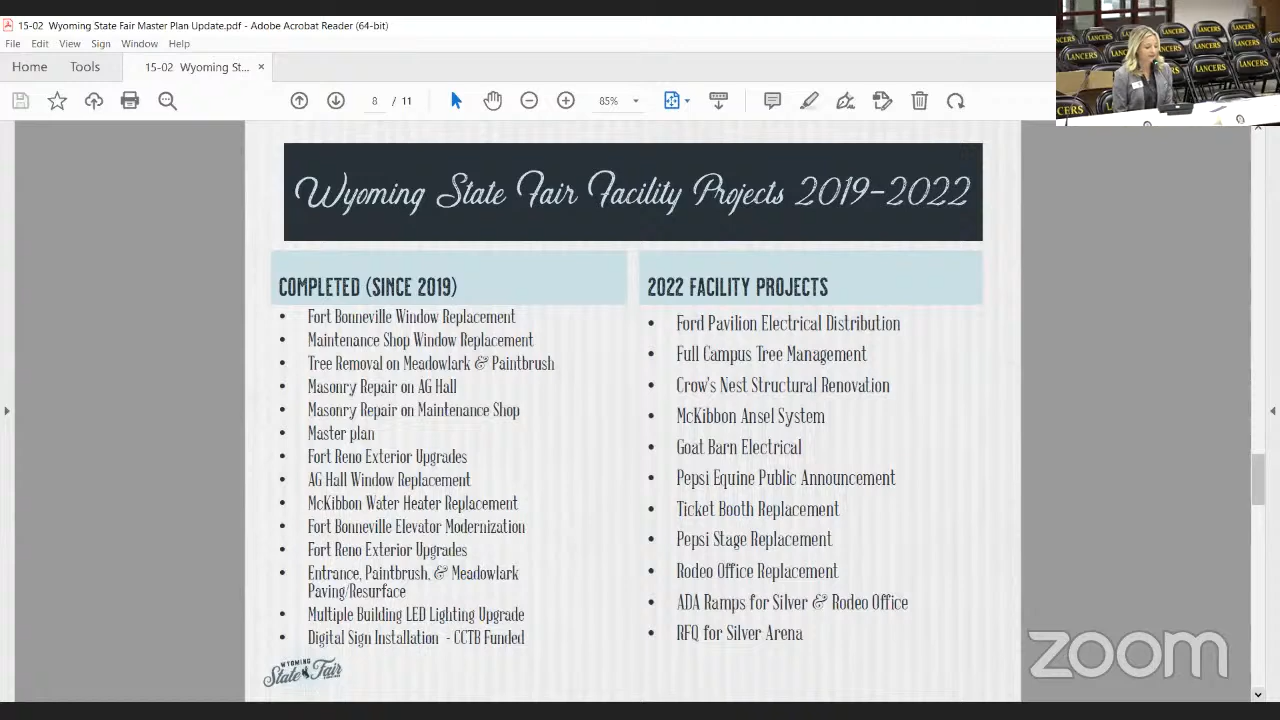 15-02 Wyoming State Fair Master Plan Update.pdf - Adobe Acrobat Reader (64-bit)
File Edit View Sign Window Help
Home Tools 15-02 Wyoming St... ×
8 / 11 85%
LANCERS LANCERS LANCERS
LANCERS LANCERS
LANCERS LANCERS
Wyoming State Fair Facility Projects 2019-2022
COMPLETED (SINCE 2019)
• Fort Bonneville Window Replacement
• Maintenance Shop Window Replacement
• Tree Removal on Meadowlark & Paintbrush
• Masonry Repair on AG Hall
• Masonry Repair on Maintenance Shop
• Master plan
• Fort Reno Exterior Upgrades
• AG Hall Window Replacement
• McKibbon Water Heater Replacement
• Fort Bonneville Elevator Modernization
• Fort Reno Exterior Upgrades
• Entrance, Paintbrush, & Meadowlark
Paving/Resurface
• Multiple Building LED Lighting Upgrade
• Digital Sign Installation - CCTB Funded
2022 FACILITY PROJECTS
• Ford Pavilion Electrical Distribution
• Full Campus Tree Management
• Crow's Nest Structural Renovation
• McKibbon Ansel System
• Goat Barn Electrical
• Pepsi Equine Public Announcement
• Ticket Booth Replacement
• Pepsi Stage Replacement
• Rodeo Office Replacement
• ADA Ramps for Silver & Rodeo Office
• RFQ for Silver Arena
WYOMING
State Fair
zoom